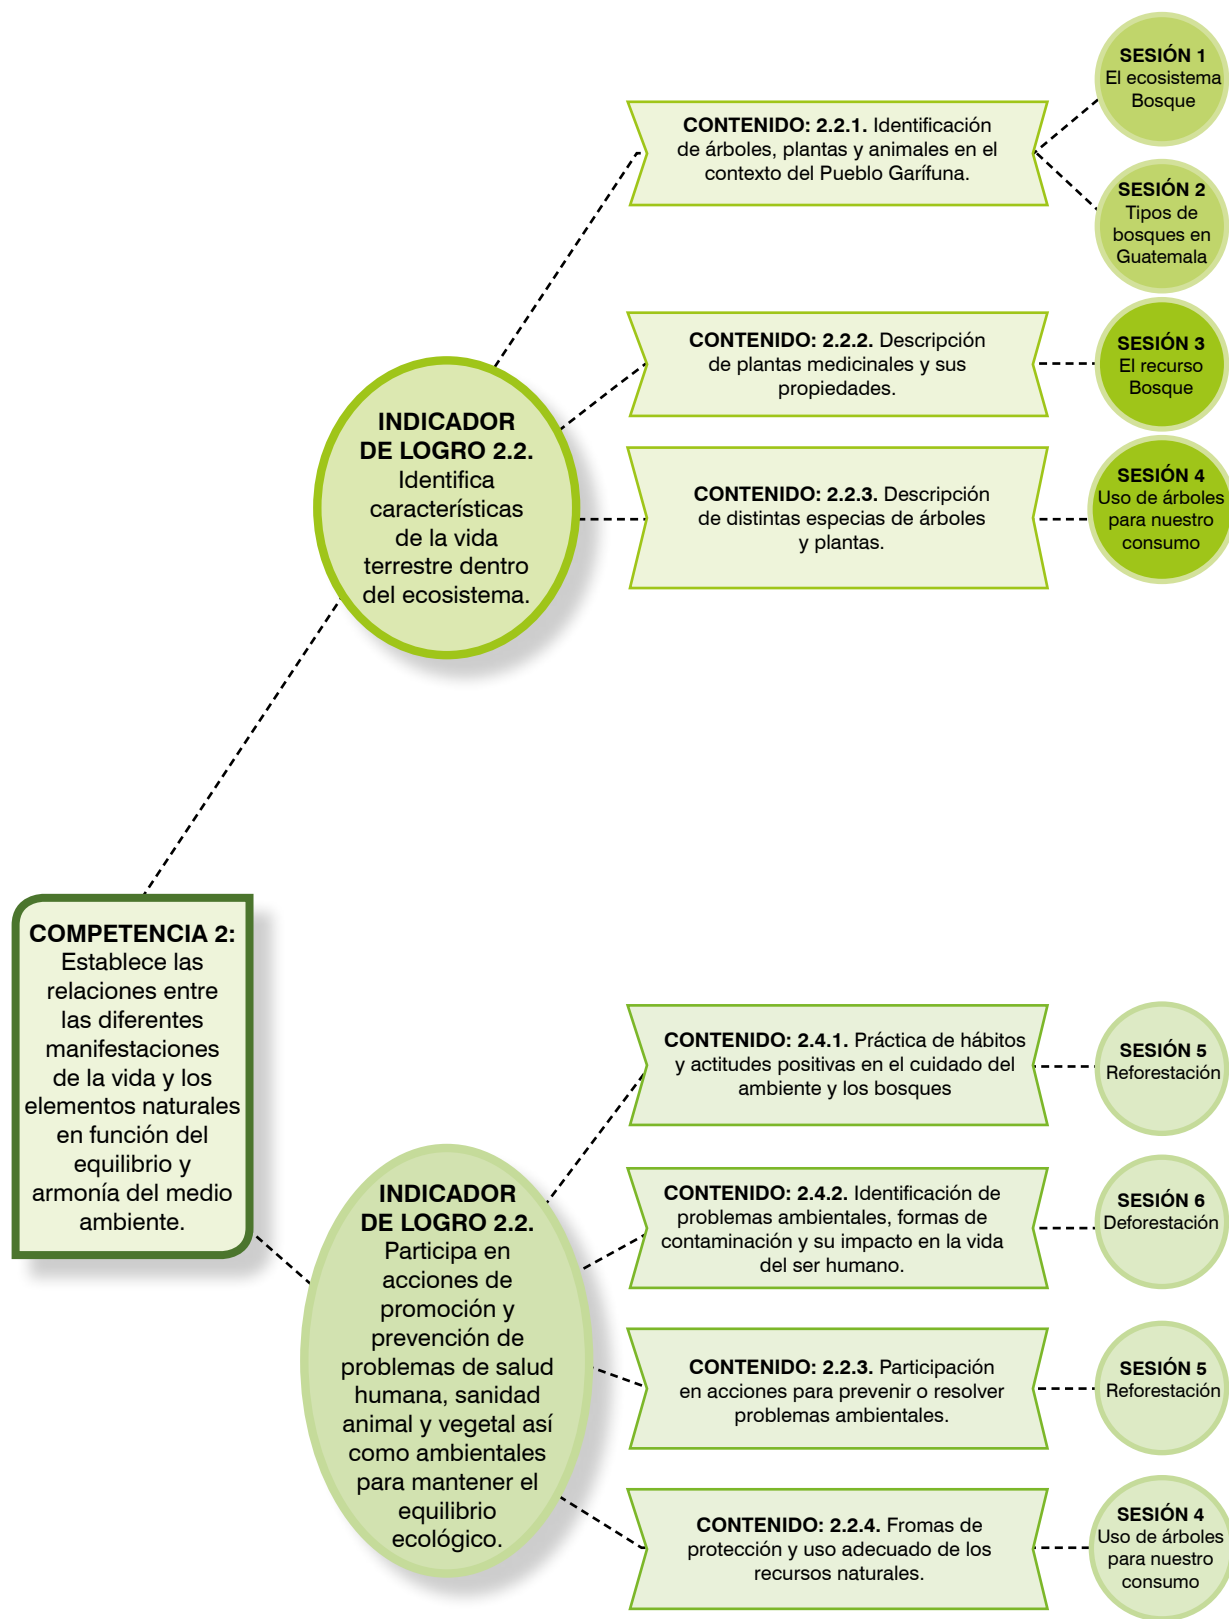 SESIÓN 1
El ecosistema
Bosque
CONTENIDO: 2.2.1. Identificación
de árboles, plantas y animales en el
contexto del Pueblo Garífuna.
SESIÓN 2
Tipos de
bosques en
Guatemala
CONTENIDO: 2.2.2. Descripción
de plantas medicinales y sus
propiedades.
SESIÓN 3
El recurso
Bosque
INDICADOR
DE LOGRO 2.2.
Identifica
características
de la vida
terrestre dentro
del ecosistema.
CONTENIDO: 2.2.3. Descripción
de distintas especias de árboles
y plantas.
SESIÓN 4
Uso de árboles
para nuestro
consumo
COMPETENCIA 2:
Establece las
relaciones entre
las diferentes
manifestaciones
de la vida y los
elementos naturales
en función del
equilibrio y
armonía del medio
ambiente.
CONTENIDO: 2.4.1. Práctica de hábitos
y actitudes positivas en el cuidado del
ambiente y los bosques
SESIÓN 5
Reforestación
INDICADOR
DE LOGRO 2.2.
Participa en
acciones de
promoción y
prevención de
problemas de salud
humana, sanidad
animal y vegetal así
como ambientales
para mantener el
equilibrio
ecológico.
CONTENIDO: 2.4.2. Identificación de
problemas ambientales, formas de
contaminación y su impacto en la vida
del ser humano.
SESIÓN 6
Deforestación
CONTENIDO: 2.2.3. Participación
en acciones para prevenir o resolver
problemas ambientales.
SESIÓN 5
Reforestación
CONTENIDO: 2.2.4. Fromas de
protección y uso adecuado de los
recursos naturales.
SESIÓN 4
Uso de árboles
para nuestro
consumo